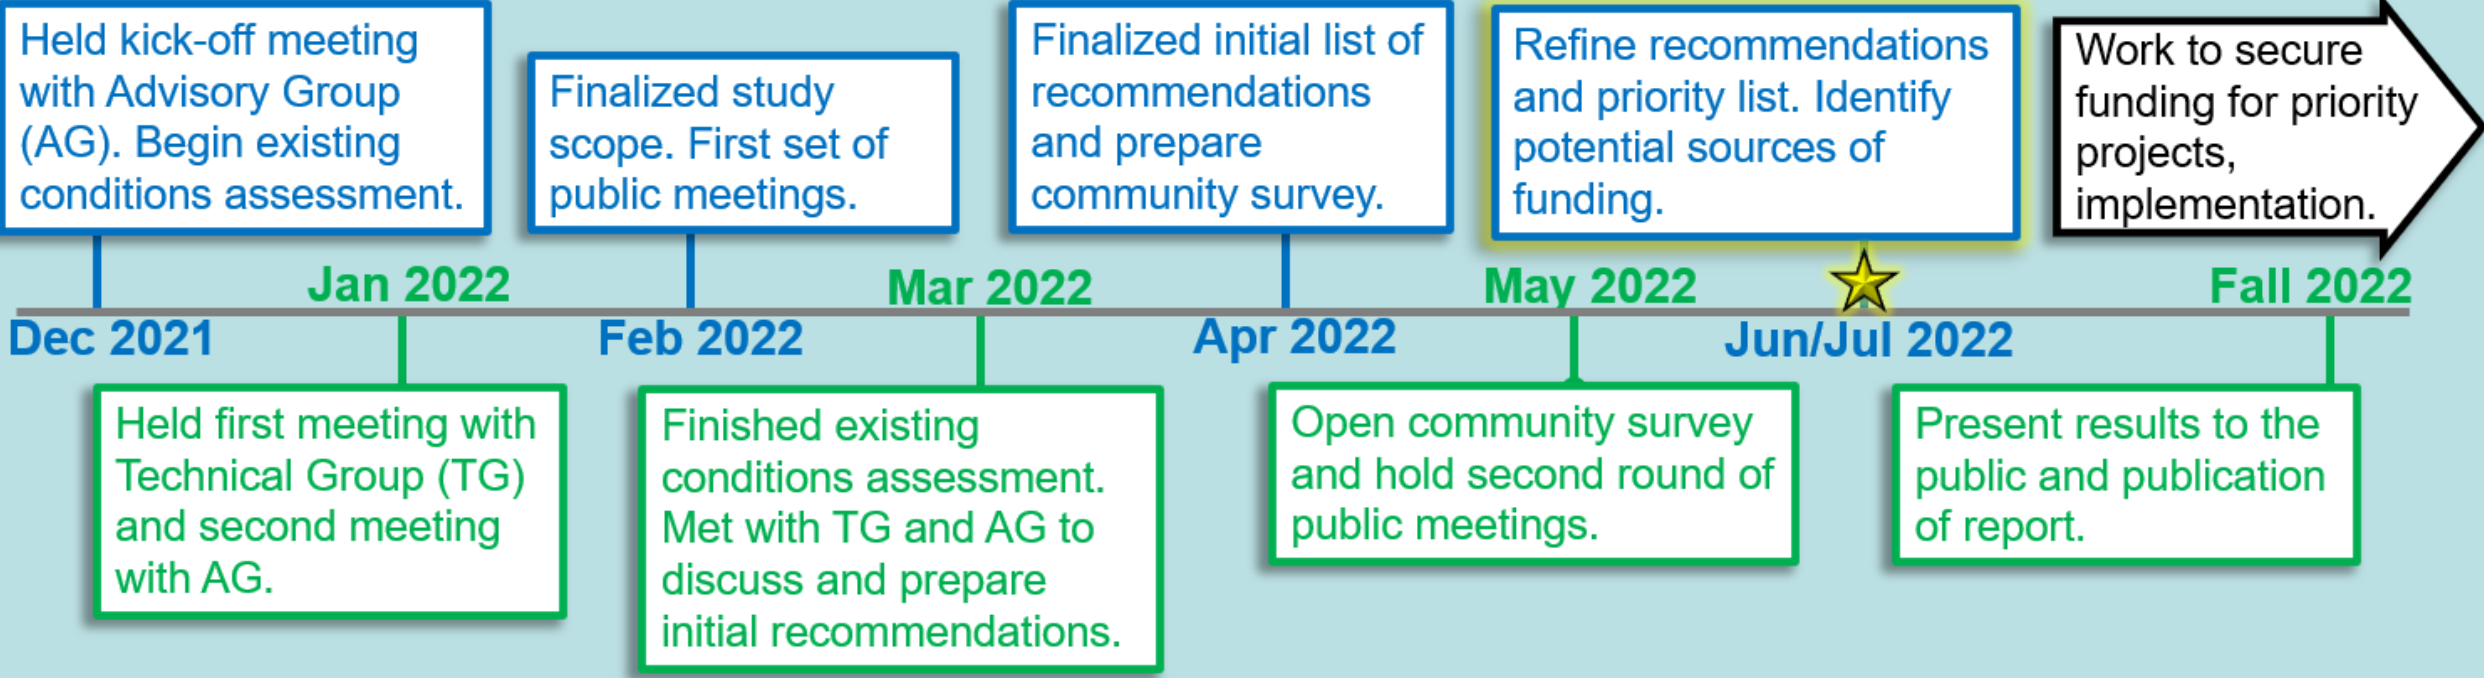 Held kick-off meeting
with Advisory Group
(AG). Begin existing
conditions assessment.
Finalized study
scope. First set of
public meetings.
Finalized initial list of
recommendations
and prepare
community survey.
Refine recommendations
and priority list. Identify
potential sources of
funding.
Work to secure
funding for priority
projects,
implementation.
Jan 2022
Mar 2022
May 2022
Fall 2022
Dec 2021
Feb 2022
Apr 2022
Jun/Jul 2022
Held first meeting with
Technical Group (TG)
and second meeting
with AG.
Finished existing
conditions assessment.
Met with TG and AG to
discuss and prepare
initial recommendations.
Open community survey
and hold second round of
public meetings.
Present results to the
public and publication
of report.